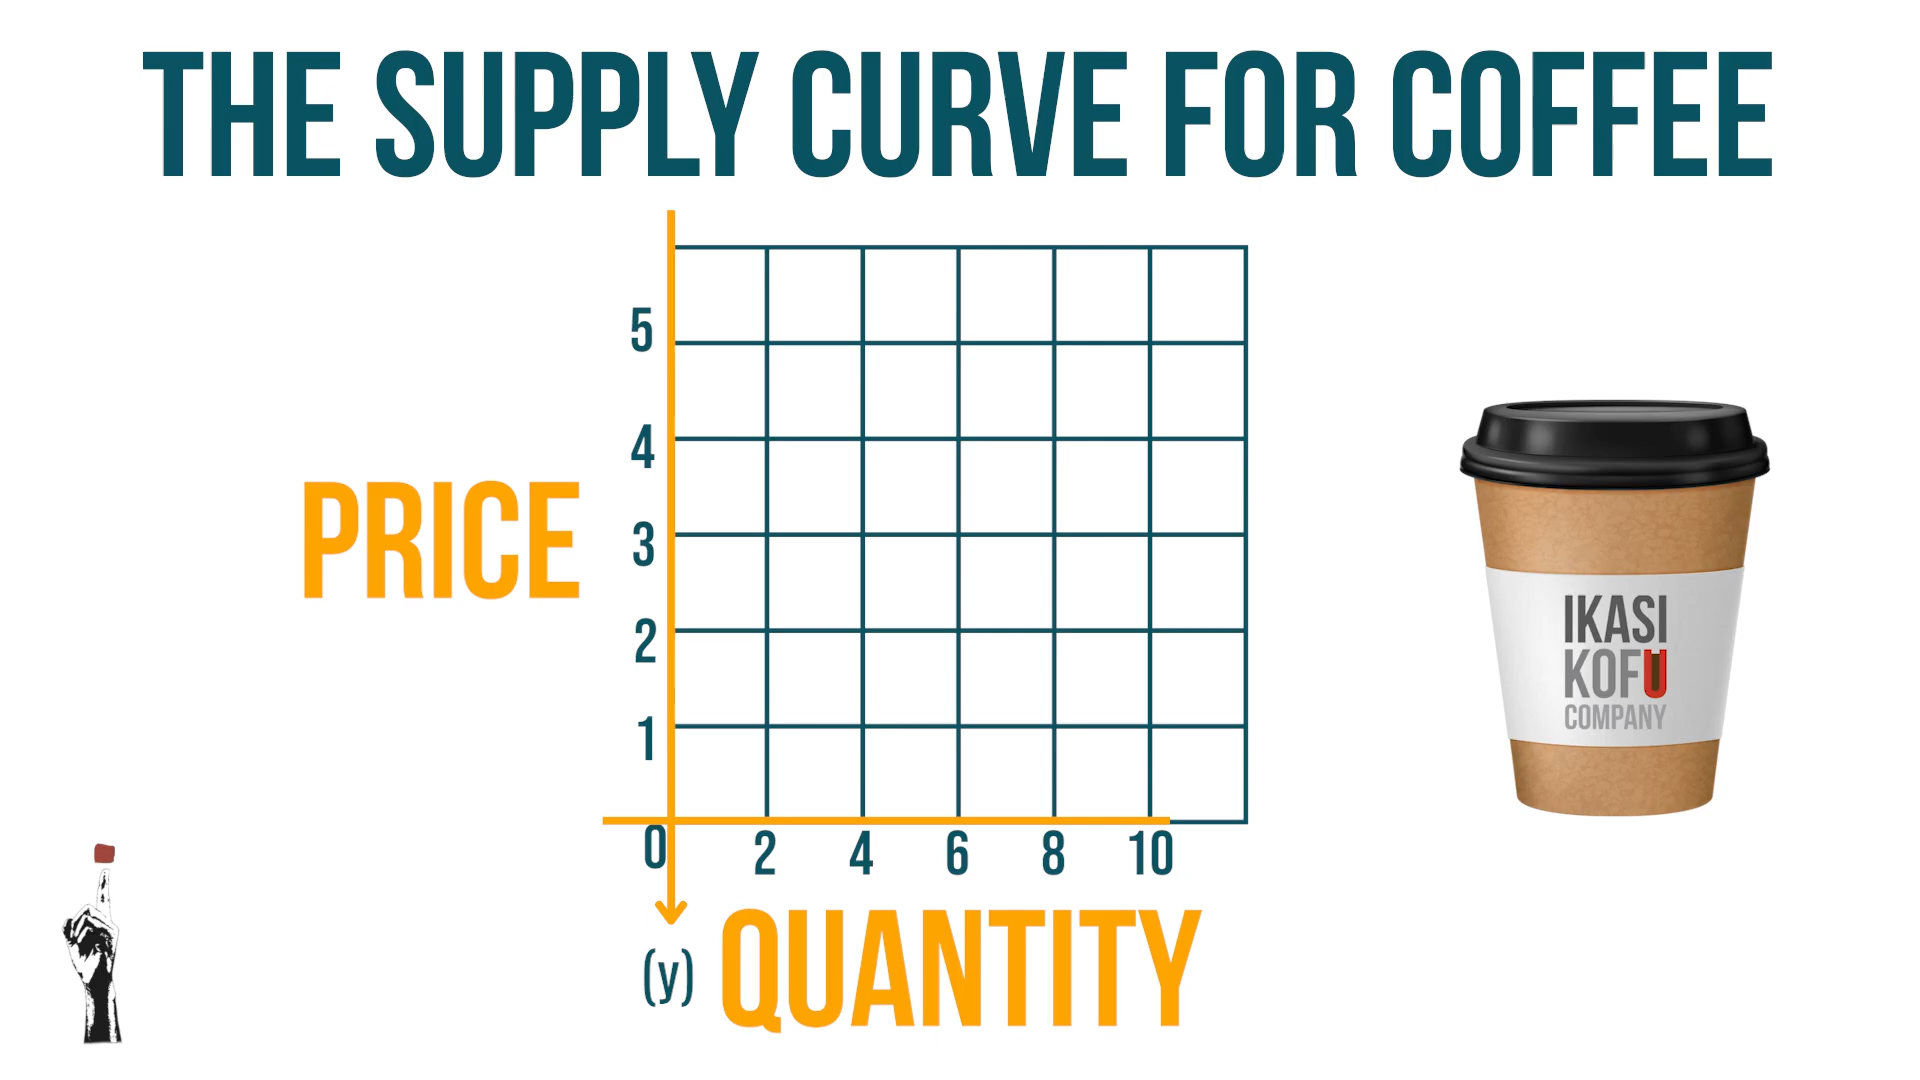 THE SUPPLY CURVE FOR COFFEE
5
4
PRICE
3
2
1
0 2 4 6 8 10
(y) QUANTITY
IKASI
KOFU
COMPANY